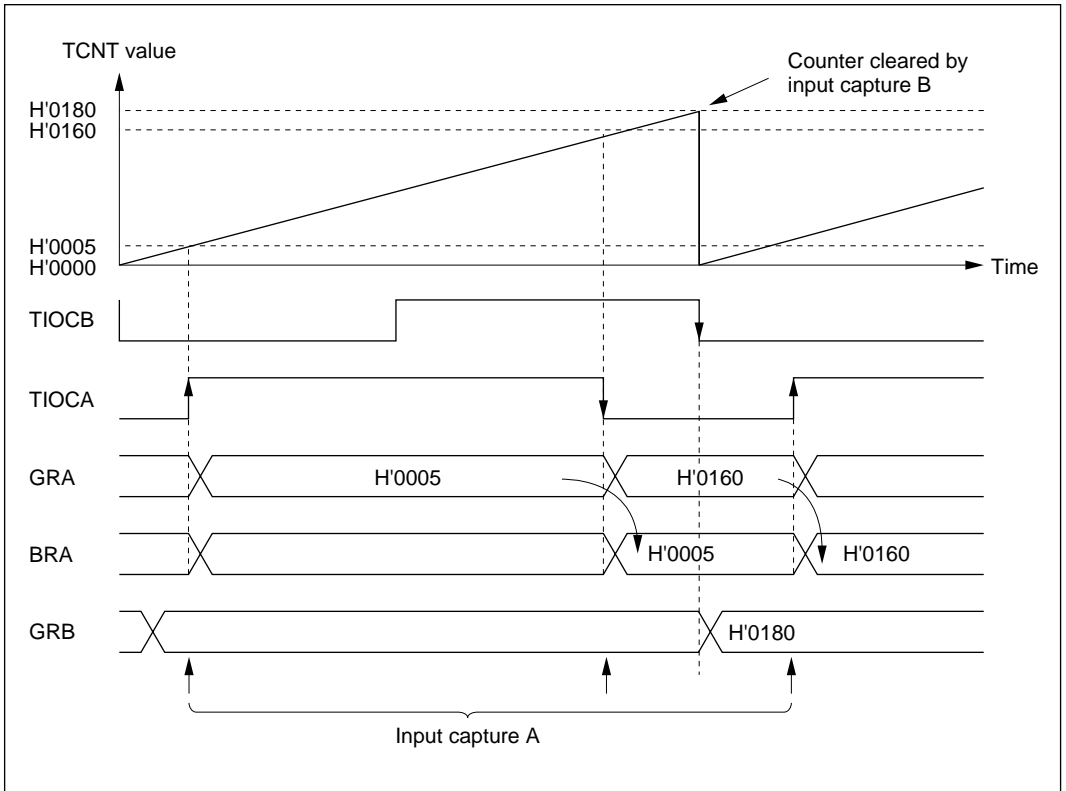 TCNT value
Counter cleared by
input capture B
H'0180
H'0160
H'0005
H'0000
Time
TIOCB
TIOCA
GRA
H'0005
H'0160
BRA
H'0005
H'0160
GRB
H'0180
Input capture A